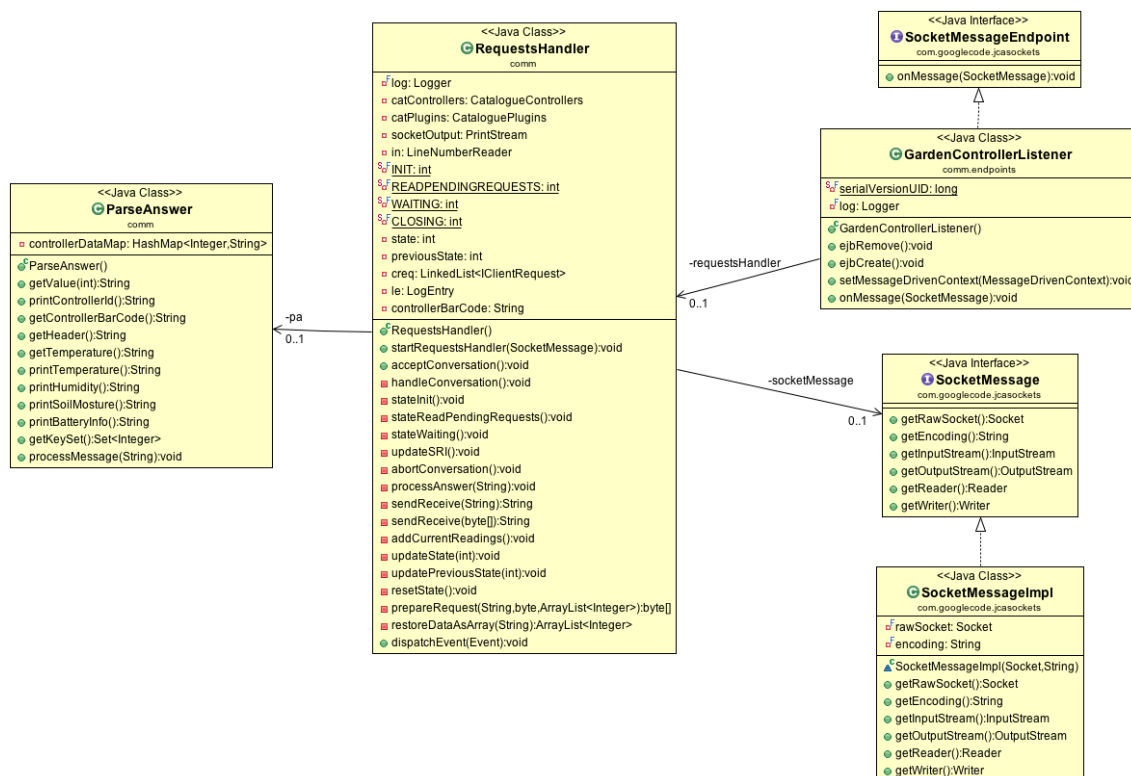 <<Java Class>>
ParseAnswer
comm
controllerDataMap: HashMap<Integer,String>
ParseAnswer()
getValue(int):String
printControllerId():String
getControllerBarCode():String
getHeader():String
getTemperature():String
printTemperature():String
printHumidity():String
printSoilMosture():String
printBatteryInfo():String
getKeySet():Set<Integer>
processMessage(String):void
-pa
0..1
<<Java Class>>
RequestsHandler
comm
log: Logger
catControllers: CatalogueControllers
catPlugins: CataloguePlugins
socketOutput: PrintStream
in: LineNumberReader
INIT: int
READPENDINGREQUESTS: int
WAITING: int
CLOSING: int
state: int
previousState: int
creq: LinkedList<IClientRequest>
le: LogEntry
controllerBarCode: String
RequestsHandler()
startRequestsHandler(SocketMessage):void
acceptConversation():void
handleConversation():void
stateInit():void
stateReadPendingRequests():void
stateWaiting():void
updateSRI():void
abortConversation():void
processAnswer(String):void
sendReceive(String):String
sendReceive(byte[]):String
addCurrentReadings():void
updateState(int):void
updatePreviousState(int):void
resetState():void
prepareRequest(String,byte,ArrayList<Integer>):byte[]
restoreDataAsArray(String):ArrayList<Integer>
dispatchEvent(Event):void
-requestsHandler
0..1
-socketMessage
0..1
<<Java Interface>>
SocketMessageEndpoint
com.googlecode.jcasockets
onMessage(SocketMessage):void
<<Java Class>>
GardenControllerListener
comm.endpoints
serialVersionUID: long
log: Logger
GardenControllerListener()
ejbRemove():void
ejbCreate():void
setMessageDrivenContext(MessageDrivenContext):void
onMessage(SocketMessage):void
<<Java Interface>>
SocketMessage
com.googlecode.jcasockets
getRawSocket():Socket
getEncoding():String
getInputStream():InputStream
getOutputStream():OutputStream
getReader():Reader
getWriter():Writer
<<Java Class>>
SocketMessageImpl
com.googlecode.jcasockets
rawSocket: Socket
encoding: String
SocketMessageImpl(Socket,String)
getRawSocket():Socket
getEncoding():String
getInputStream():InputStream
getOutputStream():OutputStream
getReader():Reader
getWriter():Writer